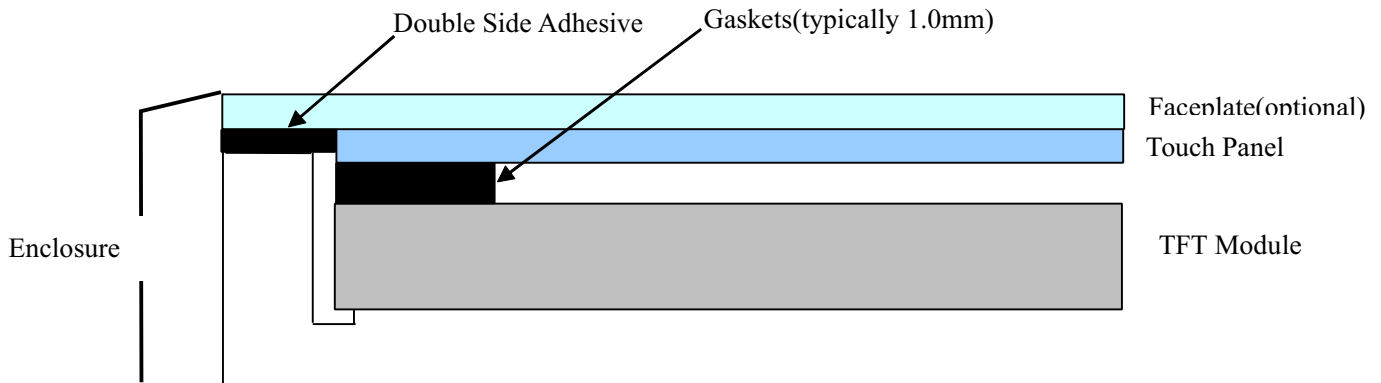 Double Side Adhesive
Gaskets(typically 1.0mm)
Faceplate(optional)
Touch Panel
Enclosure
TFT Module